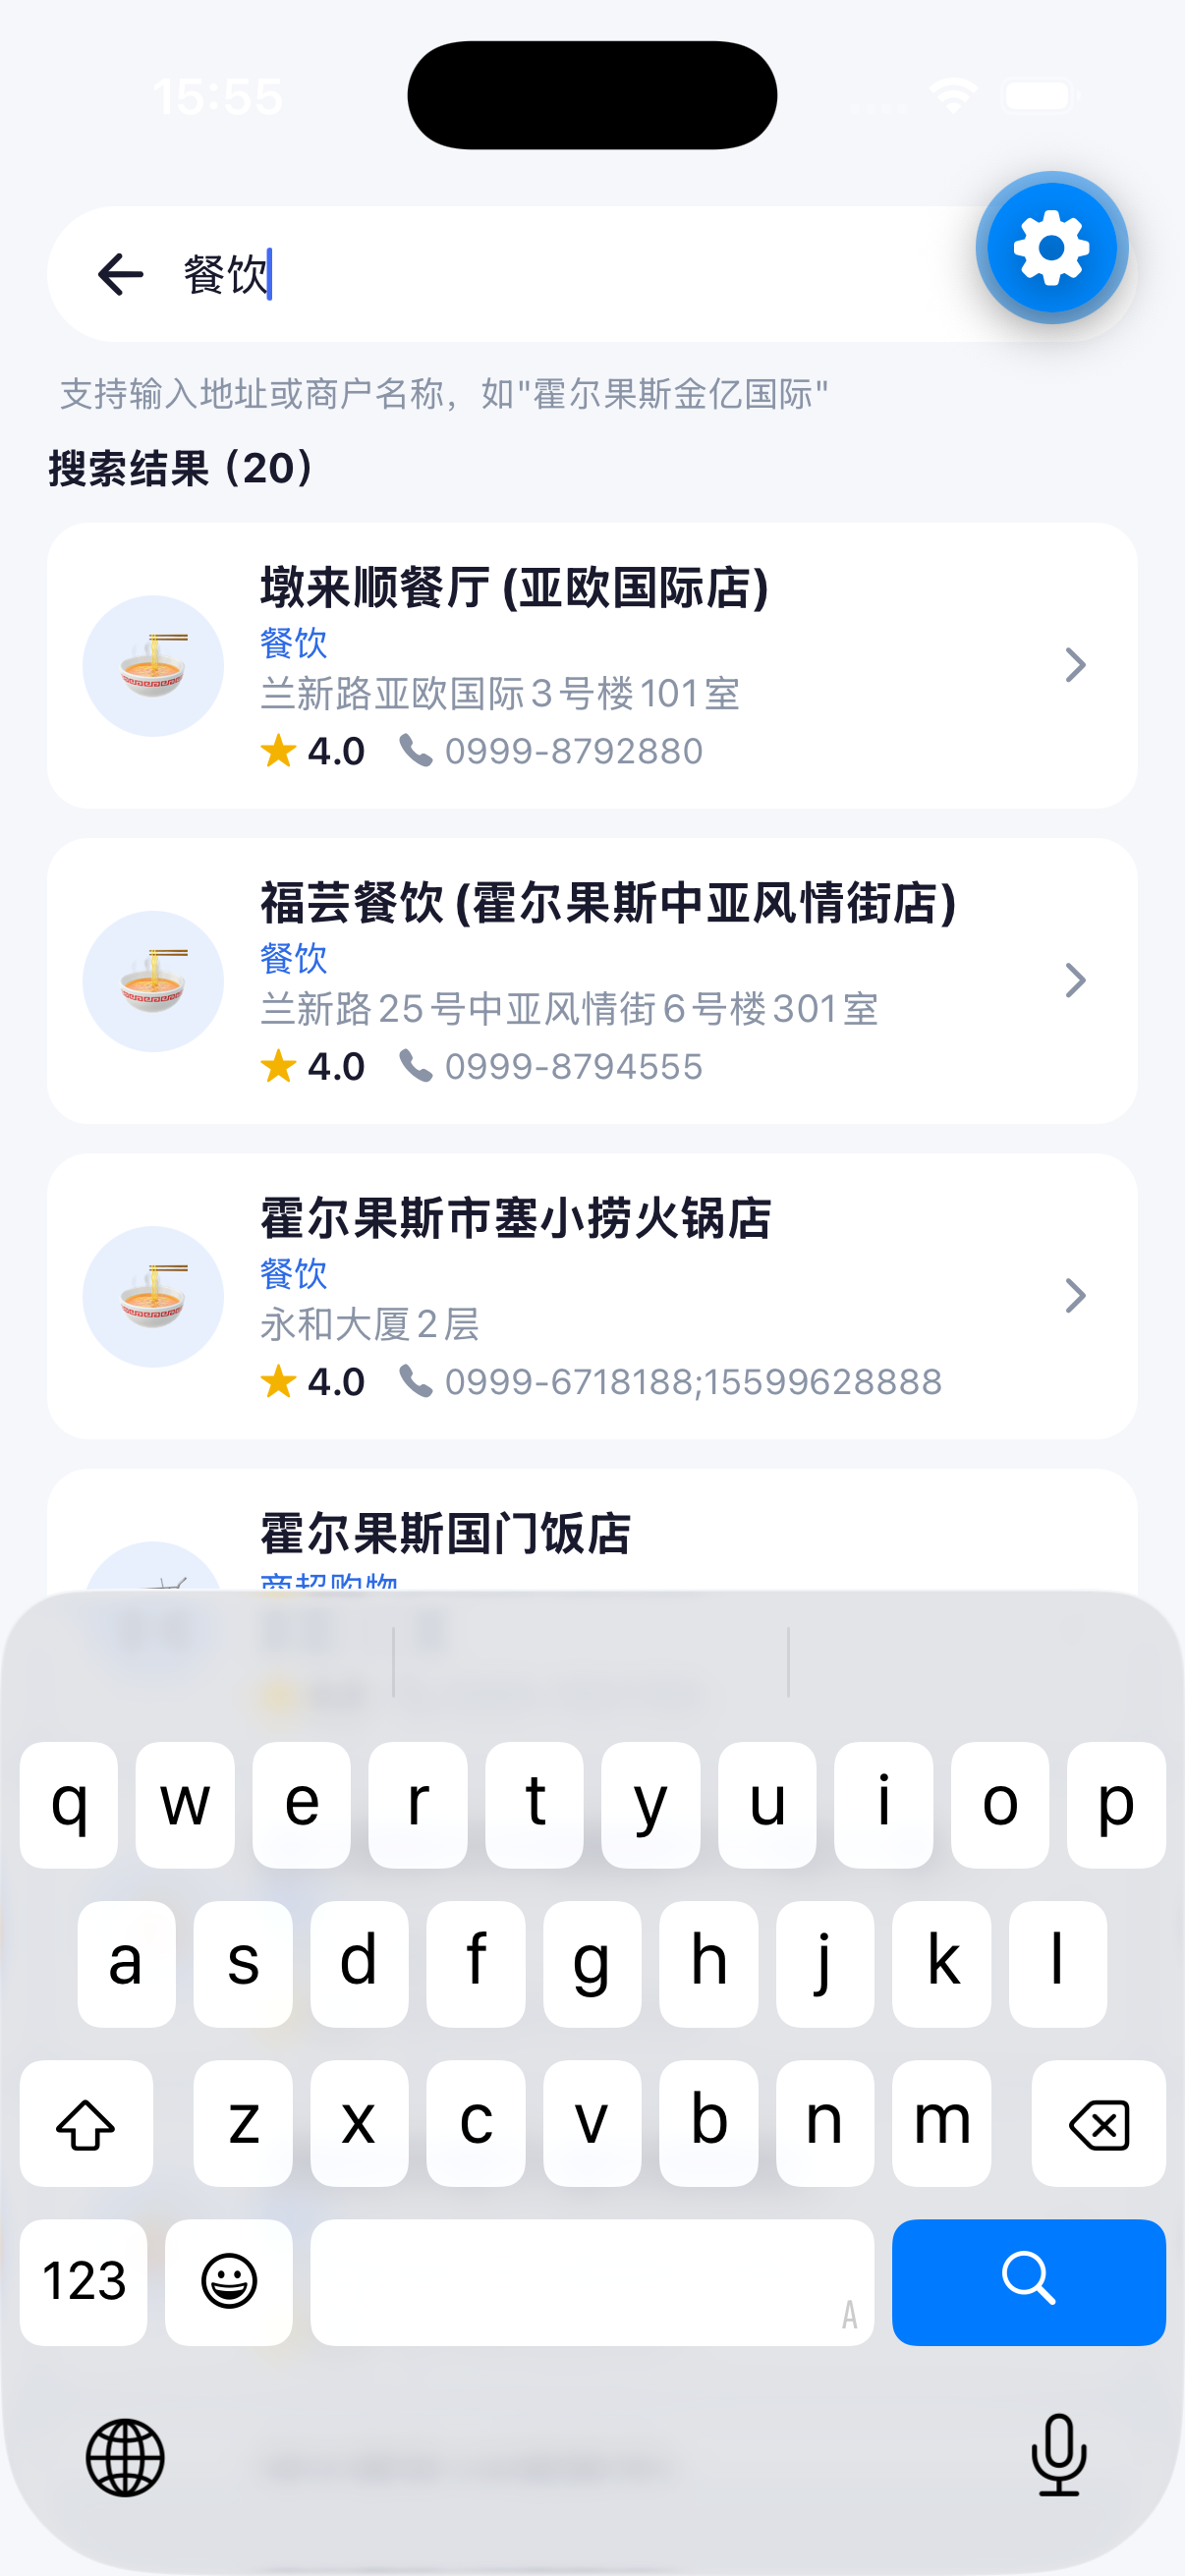 15:55
餐饮
支持输入地址或商户名称，如"霍尔果斯金亿国际"
搜索结果 (20)
墩来顺餐厅 (亚欧国际店)
餐饮
兰新路亚欧国际3号楼101室
4.0 0999-8792880
福芸餐饮 (霍尔果斯中亚风情街店)
餐饮
兰新路25号中亚风情街6号楼301室
4.0 0999-8794555
霍尔果斯市塞小捞火锅店
餐饮
永和大厦2层
4.0 0999-6718188;15599628888
霍尔果斯国门饭店
商超购物
q w e r t y u i o p
a s d f g h j k l
z x c v b n m
123 A